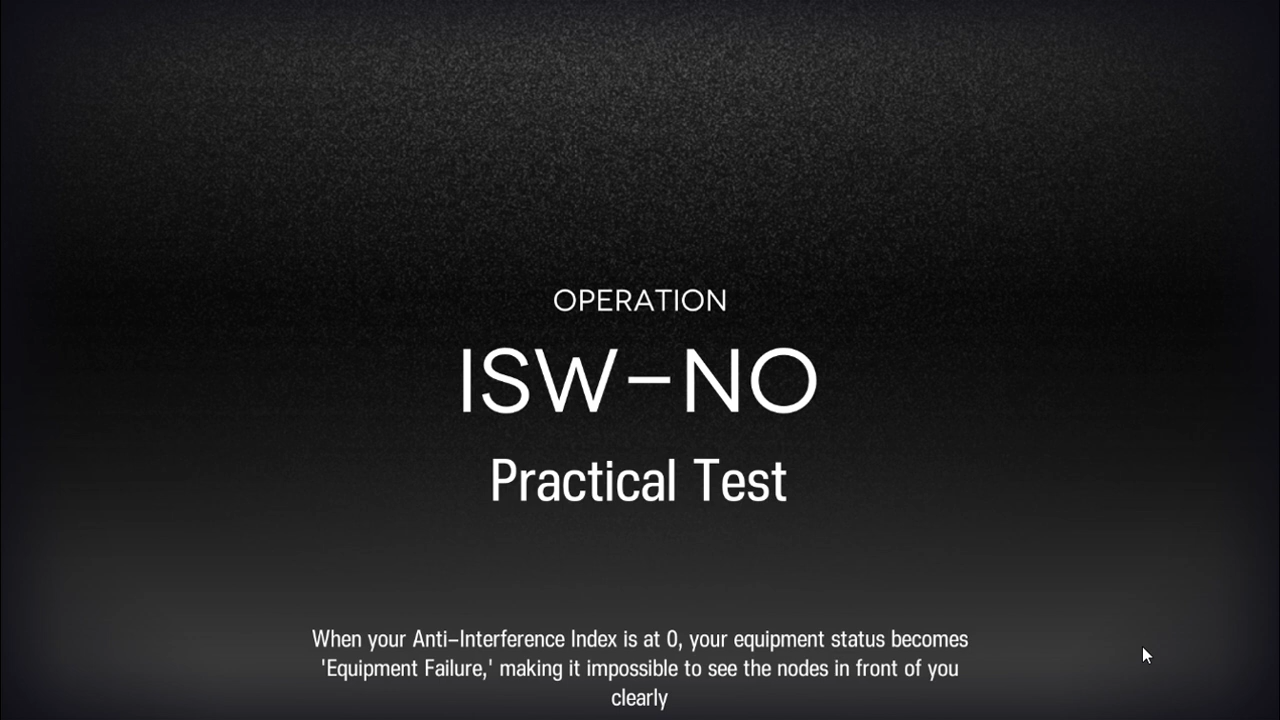 OPERATION
ISW-NO
Practical Test
When your Anti-Interference Index is at 0, your equipment status becomes
'Equipment Failure,' making it impossible to see the nodes in front of you
clearly